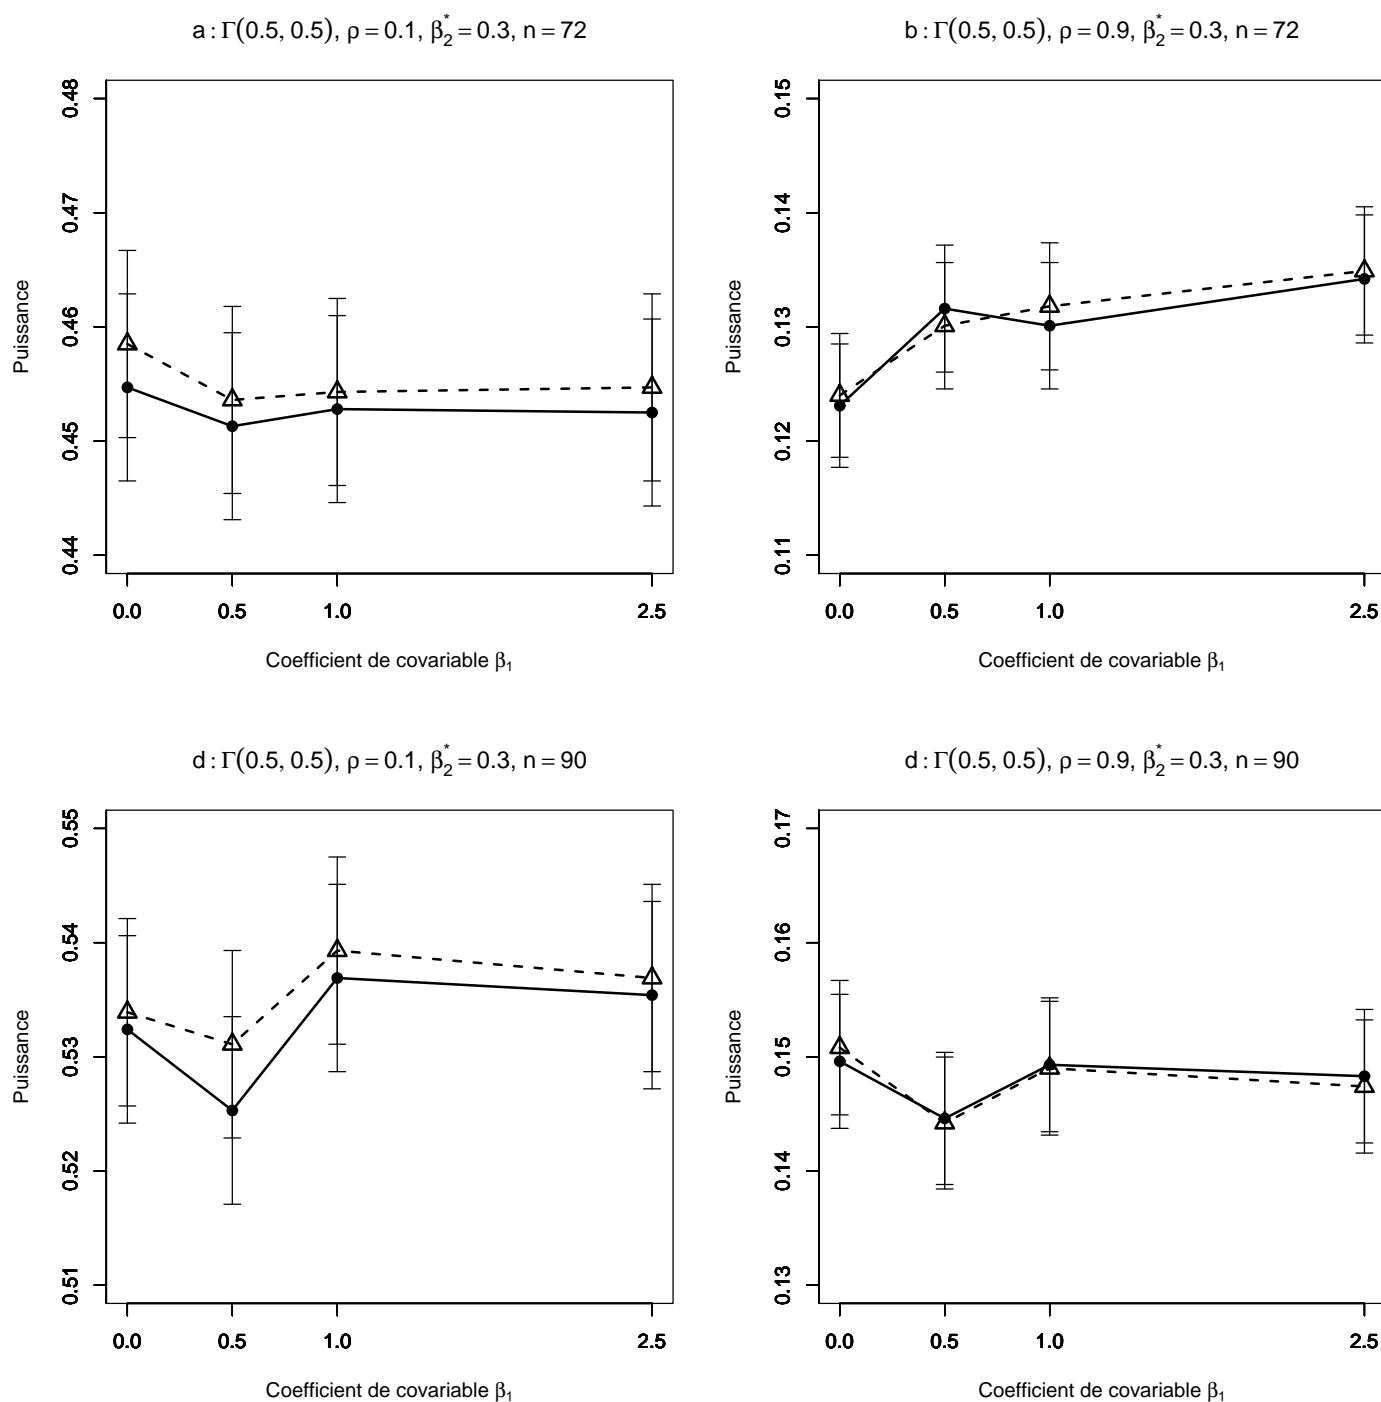 a : Γ(0.5, 0.5), ρ = 0.1, β₂* = 0.3, n = 72
b : Γ(0.5, 0.5), ρ = 0.9, β₂* = 0.3, n = 72
Puissance
0.48
0.47
0.46
0.45
0.44
0.0 0.5 1.0 2.5
Coefficient de covariable β₁
Puissance
0.15
0.14
0.13
0.12
0.11
0.0 0.5 1.0 2.5
Coefficient de covariable β₁
d : Γ(0.5, 0.5), ρ = 0.1, β₂* = 0.3, n = 90
d : Γ(0.5, 0.5), ρ = 0.9, β₂* = 0.3, n = 90
Puissance
0.55
0.54
0.53
0.52
0.51
0.0 0.5 1.0 2.5
Coefficient de covariable β₁
Puissance
0.17
0.16
0.15
0.14
0.13
0.0 0.5 1.0 2.5
Coefficient de covariable β₁